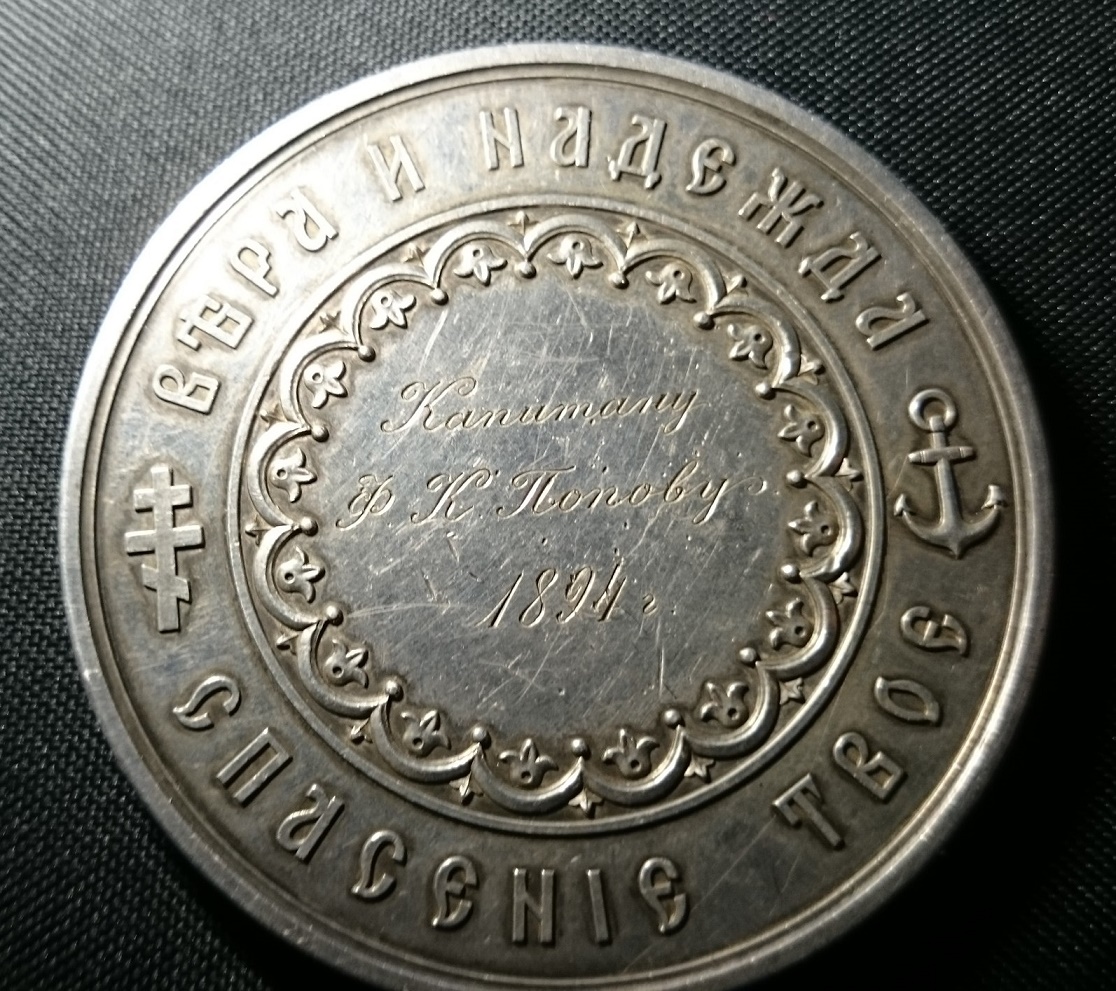 ВѢРА И НАДЕЖДА
СПАСЕНIЕ ТВОЕ
Капитану
Ф. К. Попову
1894 г.